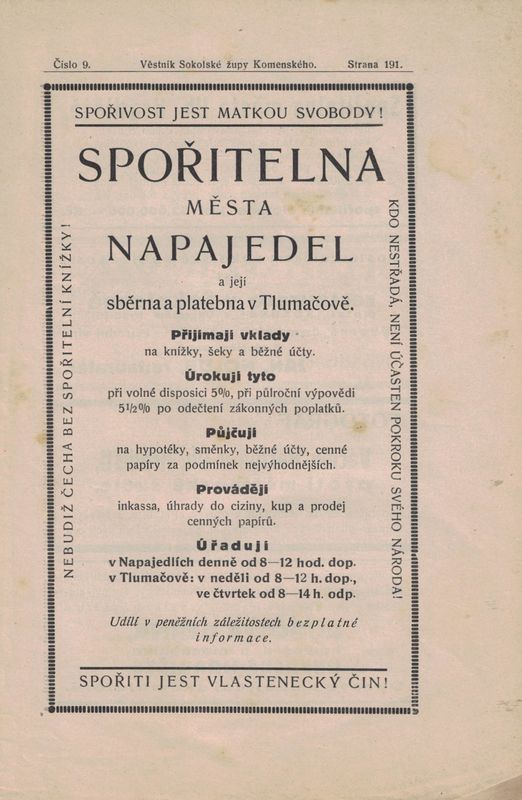 Číslo 9. Věstník Sokolské župy Komenského. Strana 191.
SPOŘIVOST JEST MATKOU SVOBODY!
SPOŘITELNA
MĚSTA
NAPAJEDEL
a její
sběrna a platebna v Tlumačově.
Přijímají vklady
na knížky, šeky a běžné účty.
Úrokují tyto
při volné disposici 5%, při půlroční výpovědi
5½% po odečtení zákonných poplatků.
Půjčují
na hypotéky, směnky, běžné účty, cenné
papíry za podmínek nejvýhodnějších.
Provádějí
inkassa, úhrady do ciziny, kup a prodej
cenných papírů.
Úřadují
v Napajedlích denně od 8—12 hod. dop.
v Tlumačově: v neděli od 8—12 h. dop.,
ve čtvrtek od 8—14 h. odp.
Udílí v peněžních záležitostech bezplatné
informace.
SPOŘITI JEST VLASTENECKÝ ČIN!
NEBUDIŽ ČECHA BEZ SPOŘITELNÍ KNÍŽKY!
KDO NESTŘÁDÁ, NENÍ ÚČASTEN POKROKU SVÉHO NÁRODA!